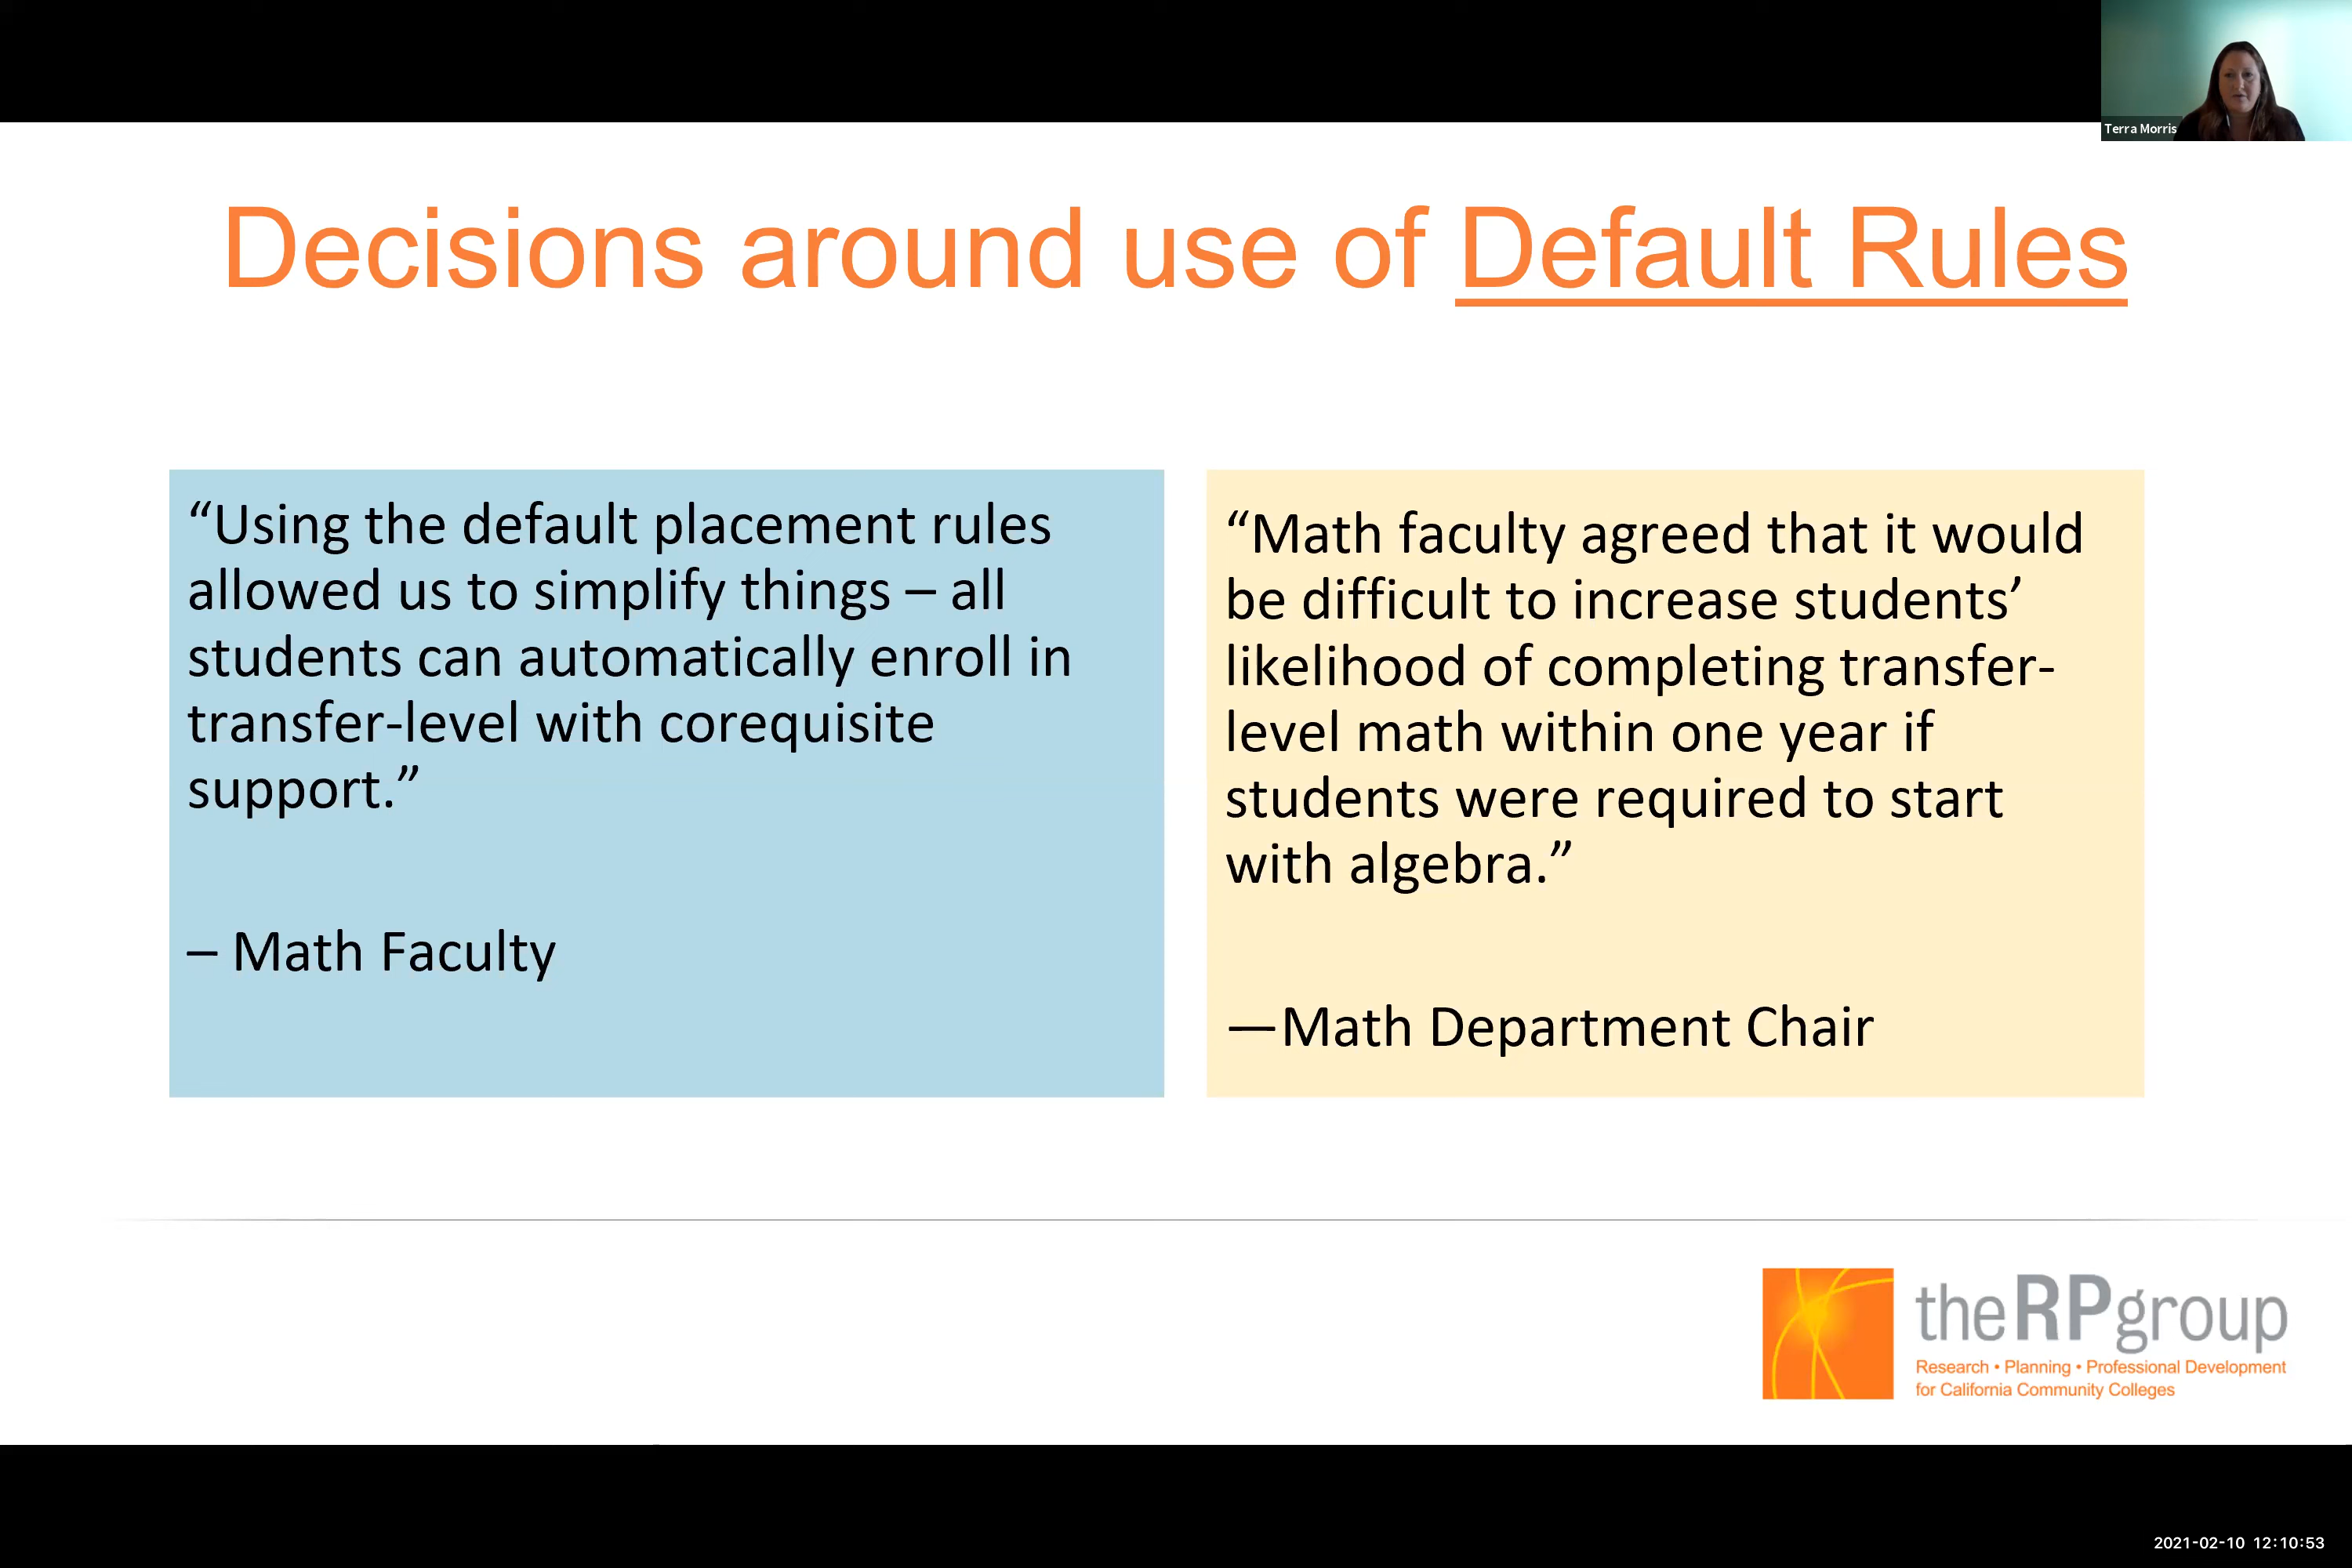 Terra Morris
Decisions around use of Default Rules
“Using the default placement rules
allowed us to simplify things – all
students can automatically enroll in
transfer-level with corequisite
support.”
– Math Faculty
“Math faculty agreed that it would
be difficult to increase students’
likelihood of completing transfer-
level math within one year if
students were required to start
with algebra.”
—Math Department Chair
theRPgroup
Research • Planning • Professional Development
for California Community Colleges
2021-02-10 12:10:53